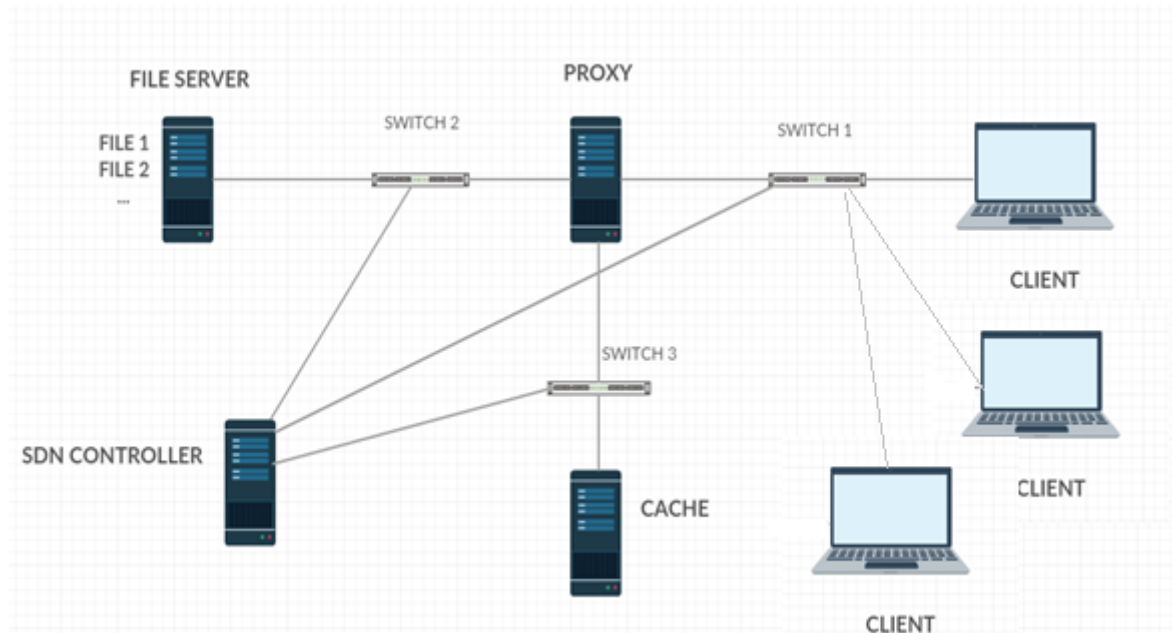 FILE SERVER
PROXY
SWITCH 2
SWITCH 1
FILE 1
FILE 2
...
CLIENT
SWITCH 3
SDN CONTROLLER
CACHE
CLIENT
CLIENT